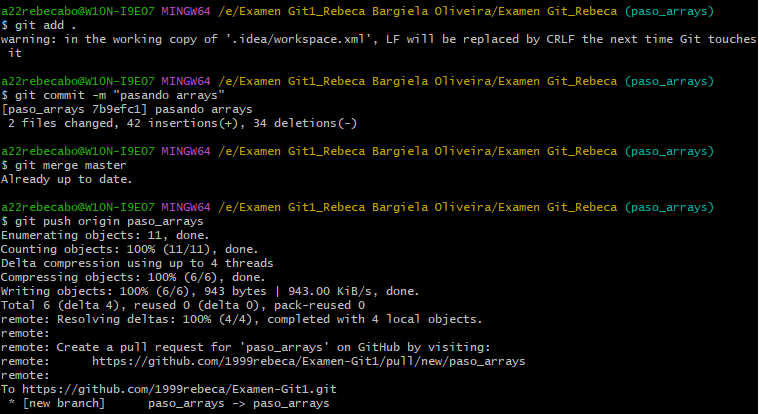 a22rebecabo@W10N-I9E07 MINGW64 /e/Examen Git1_Rebeca Bargiela Oliveira/Examen Git_Rebeca (paso_arrays)
$ git add .
warning: in the working copy of '.idea/workspace.xml', LF will be replaced by CRLF the next time Git touches
it
a22rebecabo@W10N-I9E07 MINGW64 /e/Examen Git1_Rebeca Bargiela Oliveira/Examen Git_Rebeca (paso_arrays)
$ git commit -m "pasando arrays"
[paso_arrays 7b9efc1] pasando arrays
2 files changed, 42 insertions(+), 34 deletions(-)
a22rebecabo@W10N-I9E07 MINGW64 /e/Examen Git1_Rebeca Bargiela Oliveira/Examen Git_Rebeca (paso_arrays)
$ git merge master
Already up to date.
a22rebecabo@W10N-I9E07 MINGW64 /e/Examen Git1_Rebeca Bargiela Oliveira/Examen Git_Rebeca (paso_arrays)
$ git push origin paso_arrays
Enumerating objects: 11, done.
Counting objects: 100% (11/11), done.
Delta compression using up to 4 threads
Compressing objects: 100% (6/6), done.
Writing objects: 100% (6/6), 943 bytes | 943.00 KiB/s, done.
Total 6 (delta 4), reused 0 (delta 0), pack-reused 0
remote: Resolving deltas: 100% (4/4), completed with 4 local objects.
remote:
remote: Create a pull request for 'paso_arrays' on GitHub by visiting:
remote:      https://github.com/1999rebeca/Examen-Git1/pull/new/paso_arrays
remote:
To https://github.com/1999rebeca/Examen-Git1.git
* [new branch]      paso_arrays -> paso_arrays